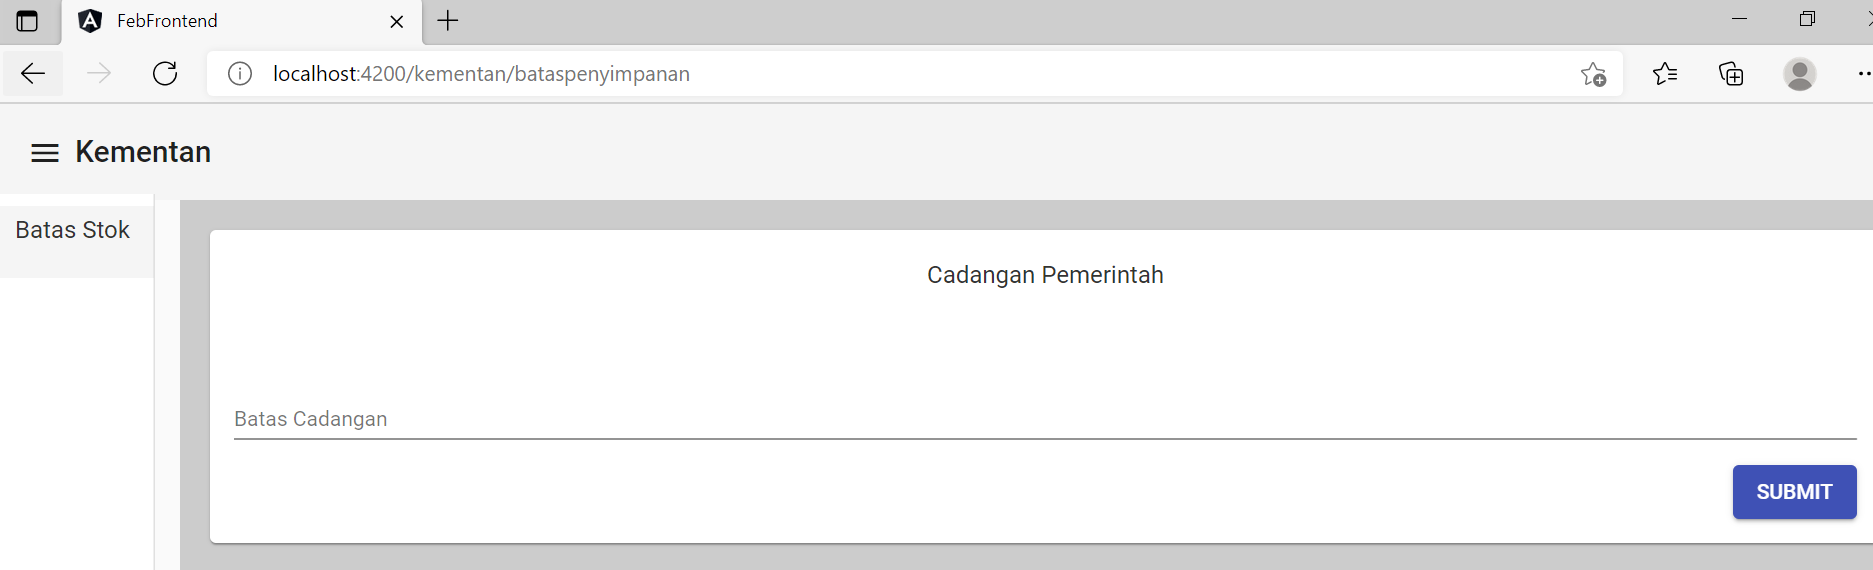 FebFrontend
localhost:4200/kementan/bataspenyimpanan
Kementan
Batas Stok
Cadangan Pemerintah
Batas Cadangan
SUBMIT